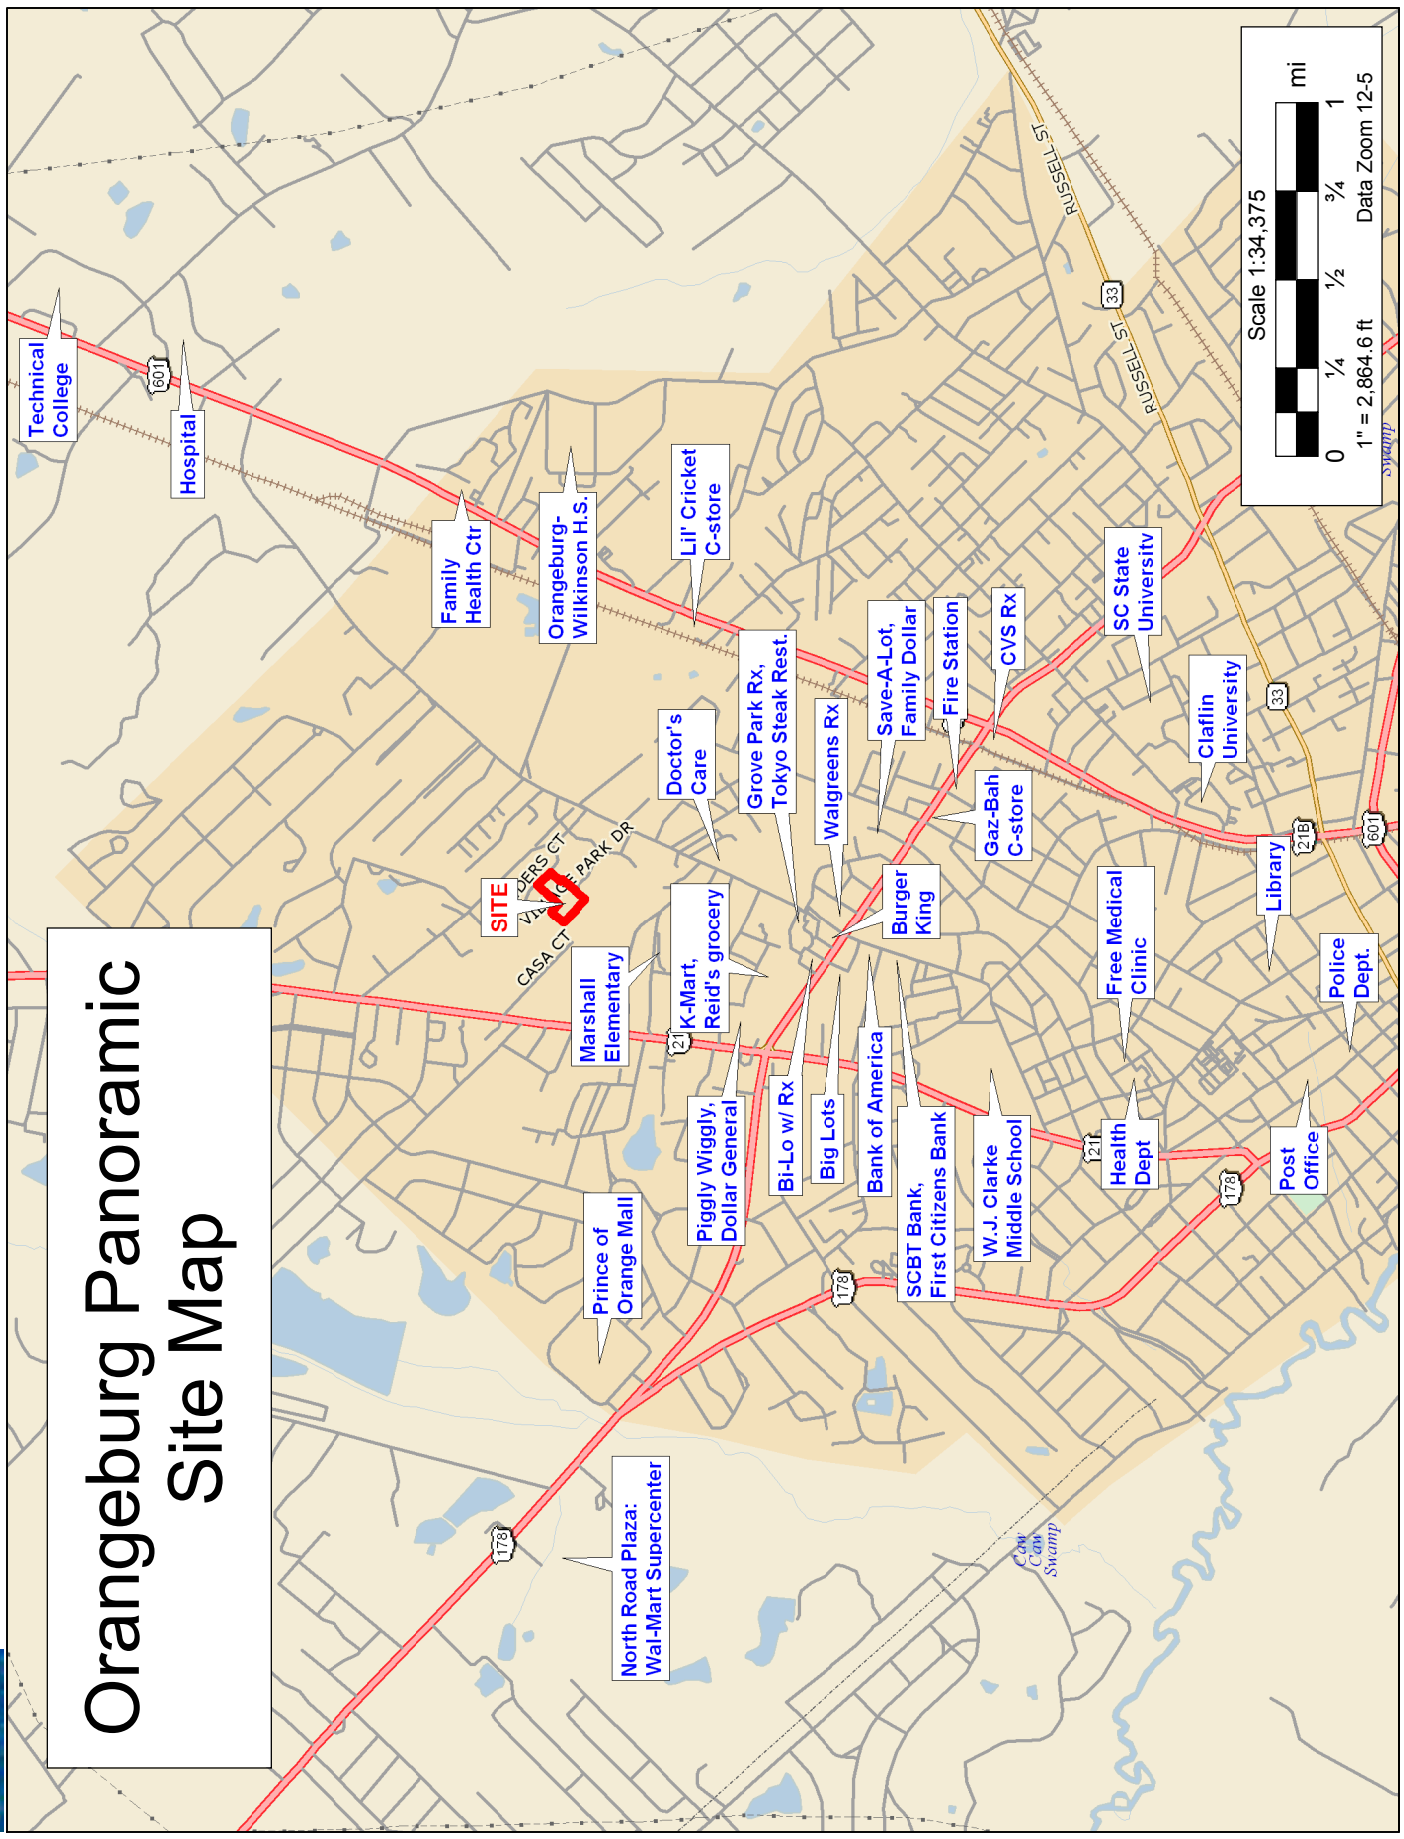 Orangeburg Panoramic
Site Map
Technical
College
601
Hospital
Family
Health Ctr
Orangeburg-
Wilkinson H.S.
Lil' Cricket
C-store
SITE
DERS CT
VILLAGE PARK DR
CASA CT
Doctor's
Care
Grove Park Rx,
Tokyo Steak Rest.
Walgreens Rx
Save-A-Lot,
Family Dollar
Fire Station
CVS Rx
SC State
University
Claflin
University
Gaz-Bah
C-store
Burger
King
Marshall
Elementary
K-Mart,
Reid's grocery
21
Piggly Wiggly,
Dollar General
Bi-Lo w/ Rx
Big Lots
Bank of America
SCBT Bank,
First Citizens Bank
W.J. Clarke
Middle School
Free Medical
Clinic
Health
Dept
21
Library
Police
Dept.
Post
Office
Prince of
Orange Mall
North Road Plaza:
Wal-Mart Supercenter
178
178
178
21B
601
33
33
RUSSELL ST
RUSSELL ST
Caw
Caw
Swamp
Swamp
Scale 1:34,375
0 ¼ ½ ¾ 1
mi
1" = 2,864.6 ft Data Zoom 12-5